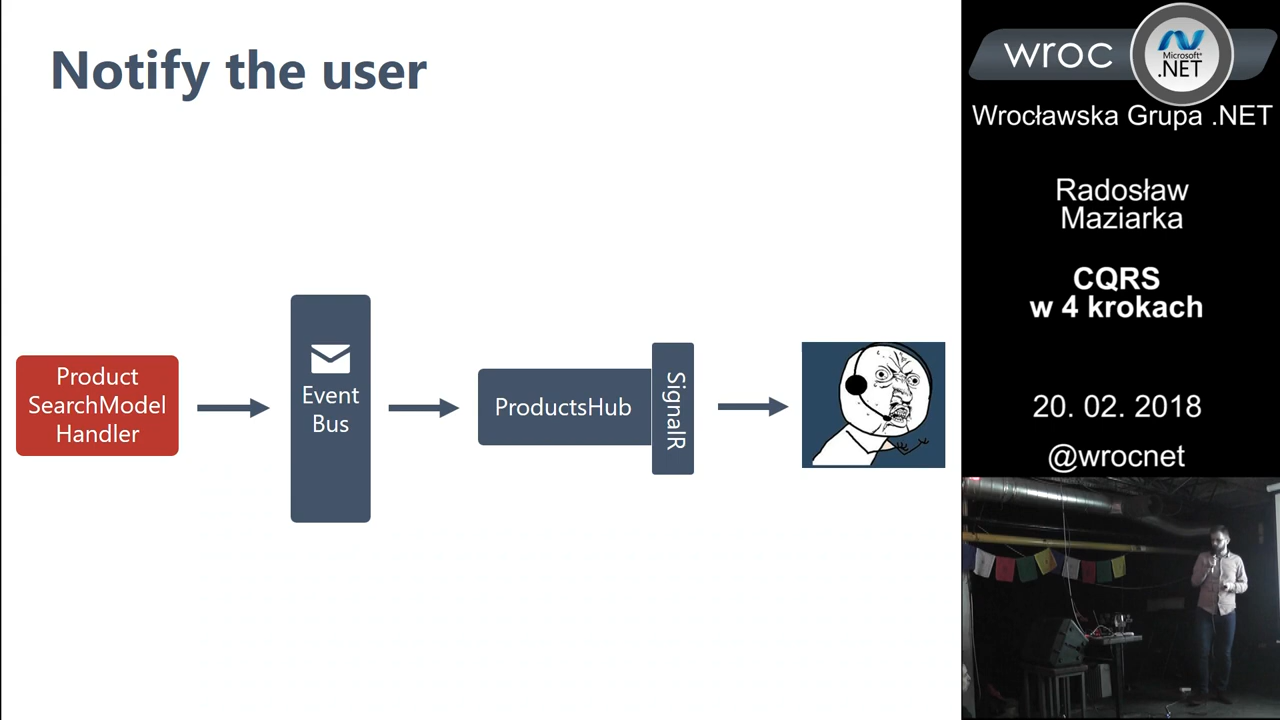 Notify the user
Product
SearchModel
Handler
Event
Bus
ProductsHub
SignalR
wroc
Microsoft
.NET
Wrocławska Grupa .NET
Radosław
Maziarka
CQRS
w 4 krokach
20. 02. 2018
@wrocnet